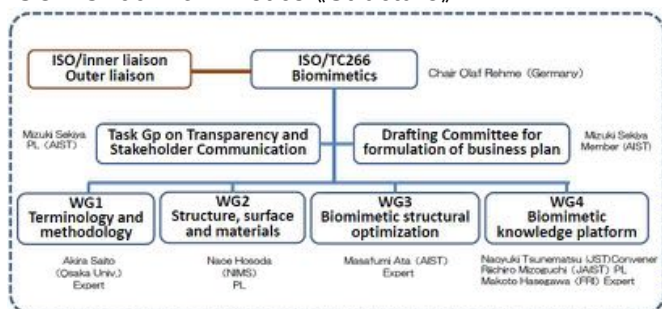 ISO/inner liaison
Outer liaison
ISO/TC266
Biomimetics
Chair Olaf Rehme (Germany)
Mizuki Sekiya
PL (AIST)
Task Gp on Transparency and
Stakeholder Communication
Drafting Committee for
formulation of business plan
Mizuki Sekiya
Member (AIST)
WG1
Terminology and
methodology
WG2
Structure, surface
and materials
WG3
Biomimetic structural
optimization
WG4
Biomimetic
knowledge platform
Akira Saito
(Osaka Univ.)
Expert
Naoe Hosoda
(NIMS)
PL
Masafumi Ata (AIST)
Expert
Naoyuki Tsunematsu (JST)Convener
Riichiro Mizoguchi (JAIST) PL
Makoto Hasegawa (FRI) Expert